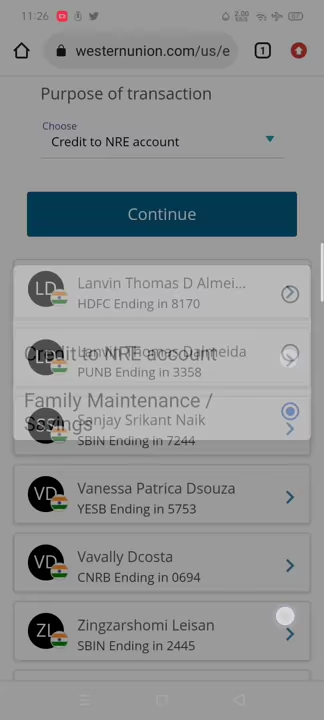 11:26
2.00
westernunion.com/us/e
1
Purpose of transaction
Choose
Credit to NRE account
Continue
LD
Lanvin Thomas D Almei...
HDFC Ending in 8170
Credit to NRE account
Lanvin Thomas Dalmeida
PUNB Ending in 3358
Family Maintenance /
Savings
Sanjay Srikant Naik
SBIN Ending in 7244
VD
Vanessa Patrica Dsouza
YESB Ending in 5753
VD
Vavally Dcosta
CNRB Ending in 0694
ZL
Zingzarshomi Leisan
SBIN Ending in 2445